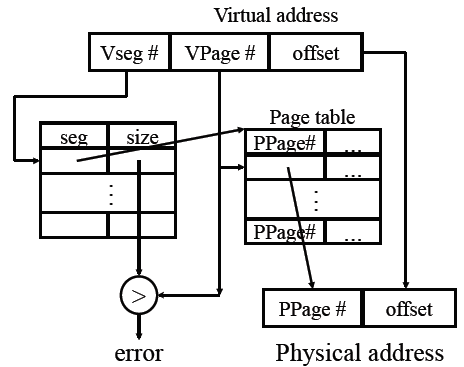 Virtual address
Vseg # VPage # offset
Page table
seg size
PPage# ...
...
PPage# ...
>
PPage # offset
error
Physical address